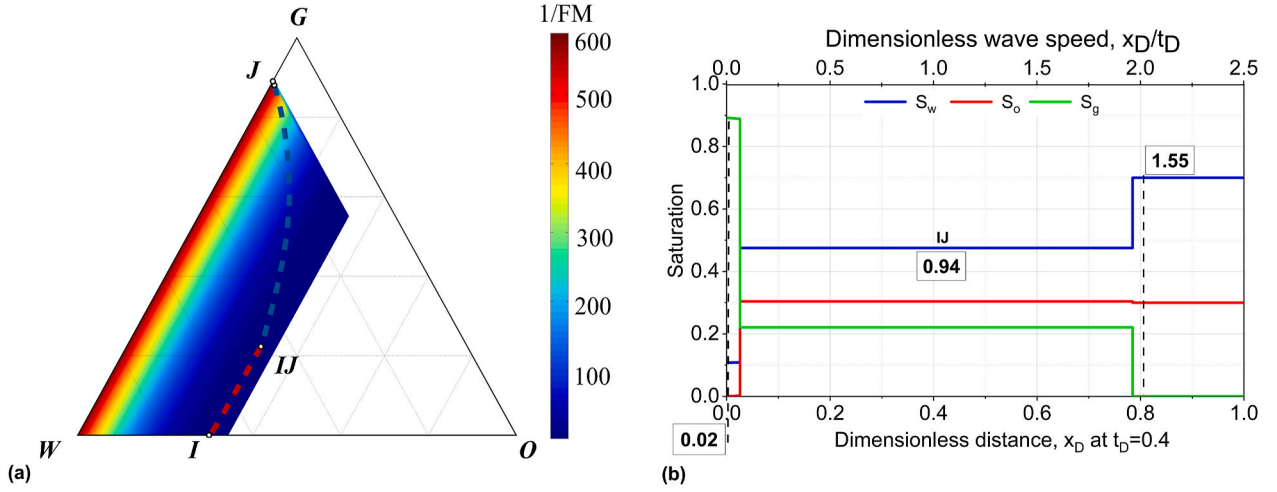 1/FM
G
J
600
500
400
300
200
100
IJ
W
I
O
(a)
Dimensionless wave speed, xD/tD
0.0 0.5 1.0 1.5 2.0 2.5
Sw So Sg
1.0
0.8
0.6
0.4
0.2
0.0
Saturation
1.55
IJ
0.94
0.0 0.2 0.4 0.6 0.8 1.0
0.02
Dimensionless distance, xD at tD=0.4
(b)